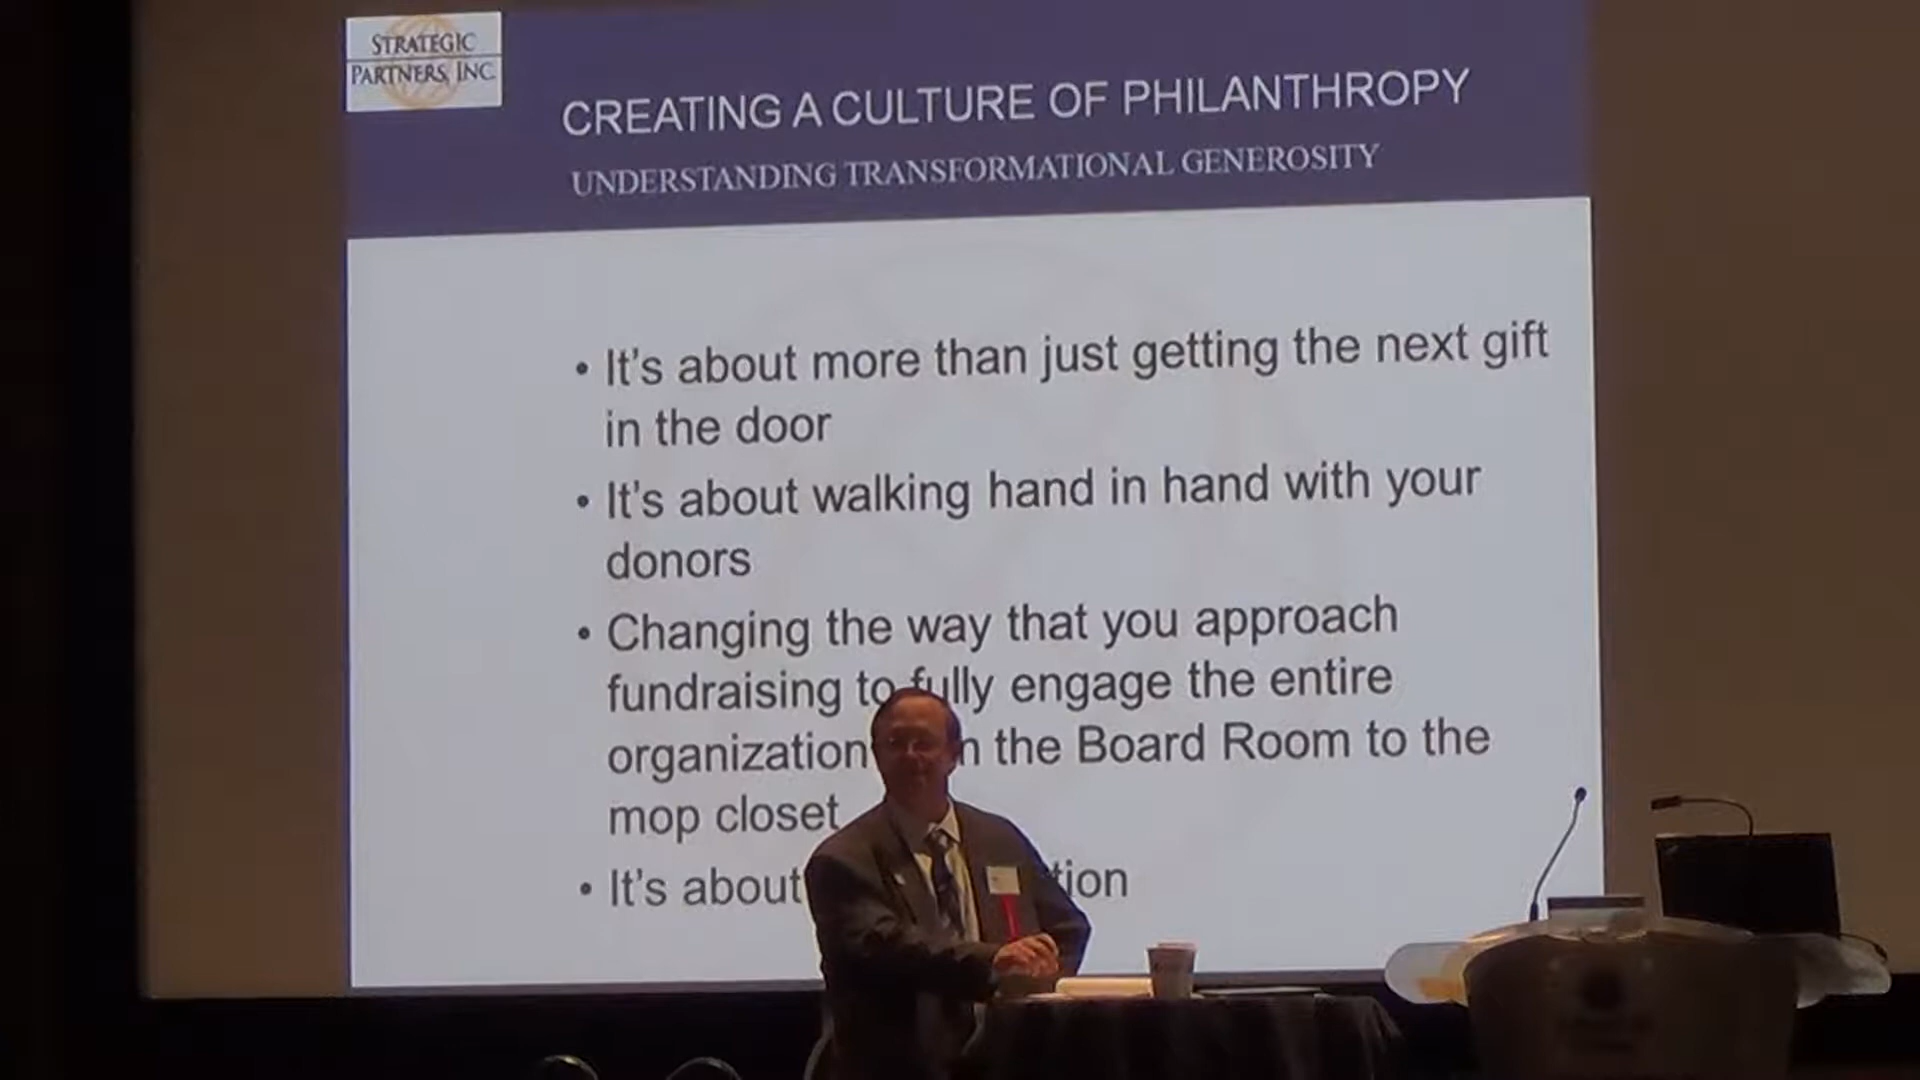 STRATEGIC
PARTNERS, INC.
CREATING A CULTURE OF PHILANTHROPY
UNDERSTANDING TRANSFORMATIONAL GENEROSITY
• It's about more than just getting the next gift
in the door
• It's about walking hand in hand with your
donors
• Changing the way that you approach
fundraising to fully engage the entire
organization the Board Room to the
mop closet
• It's about